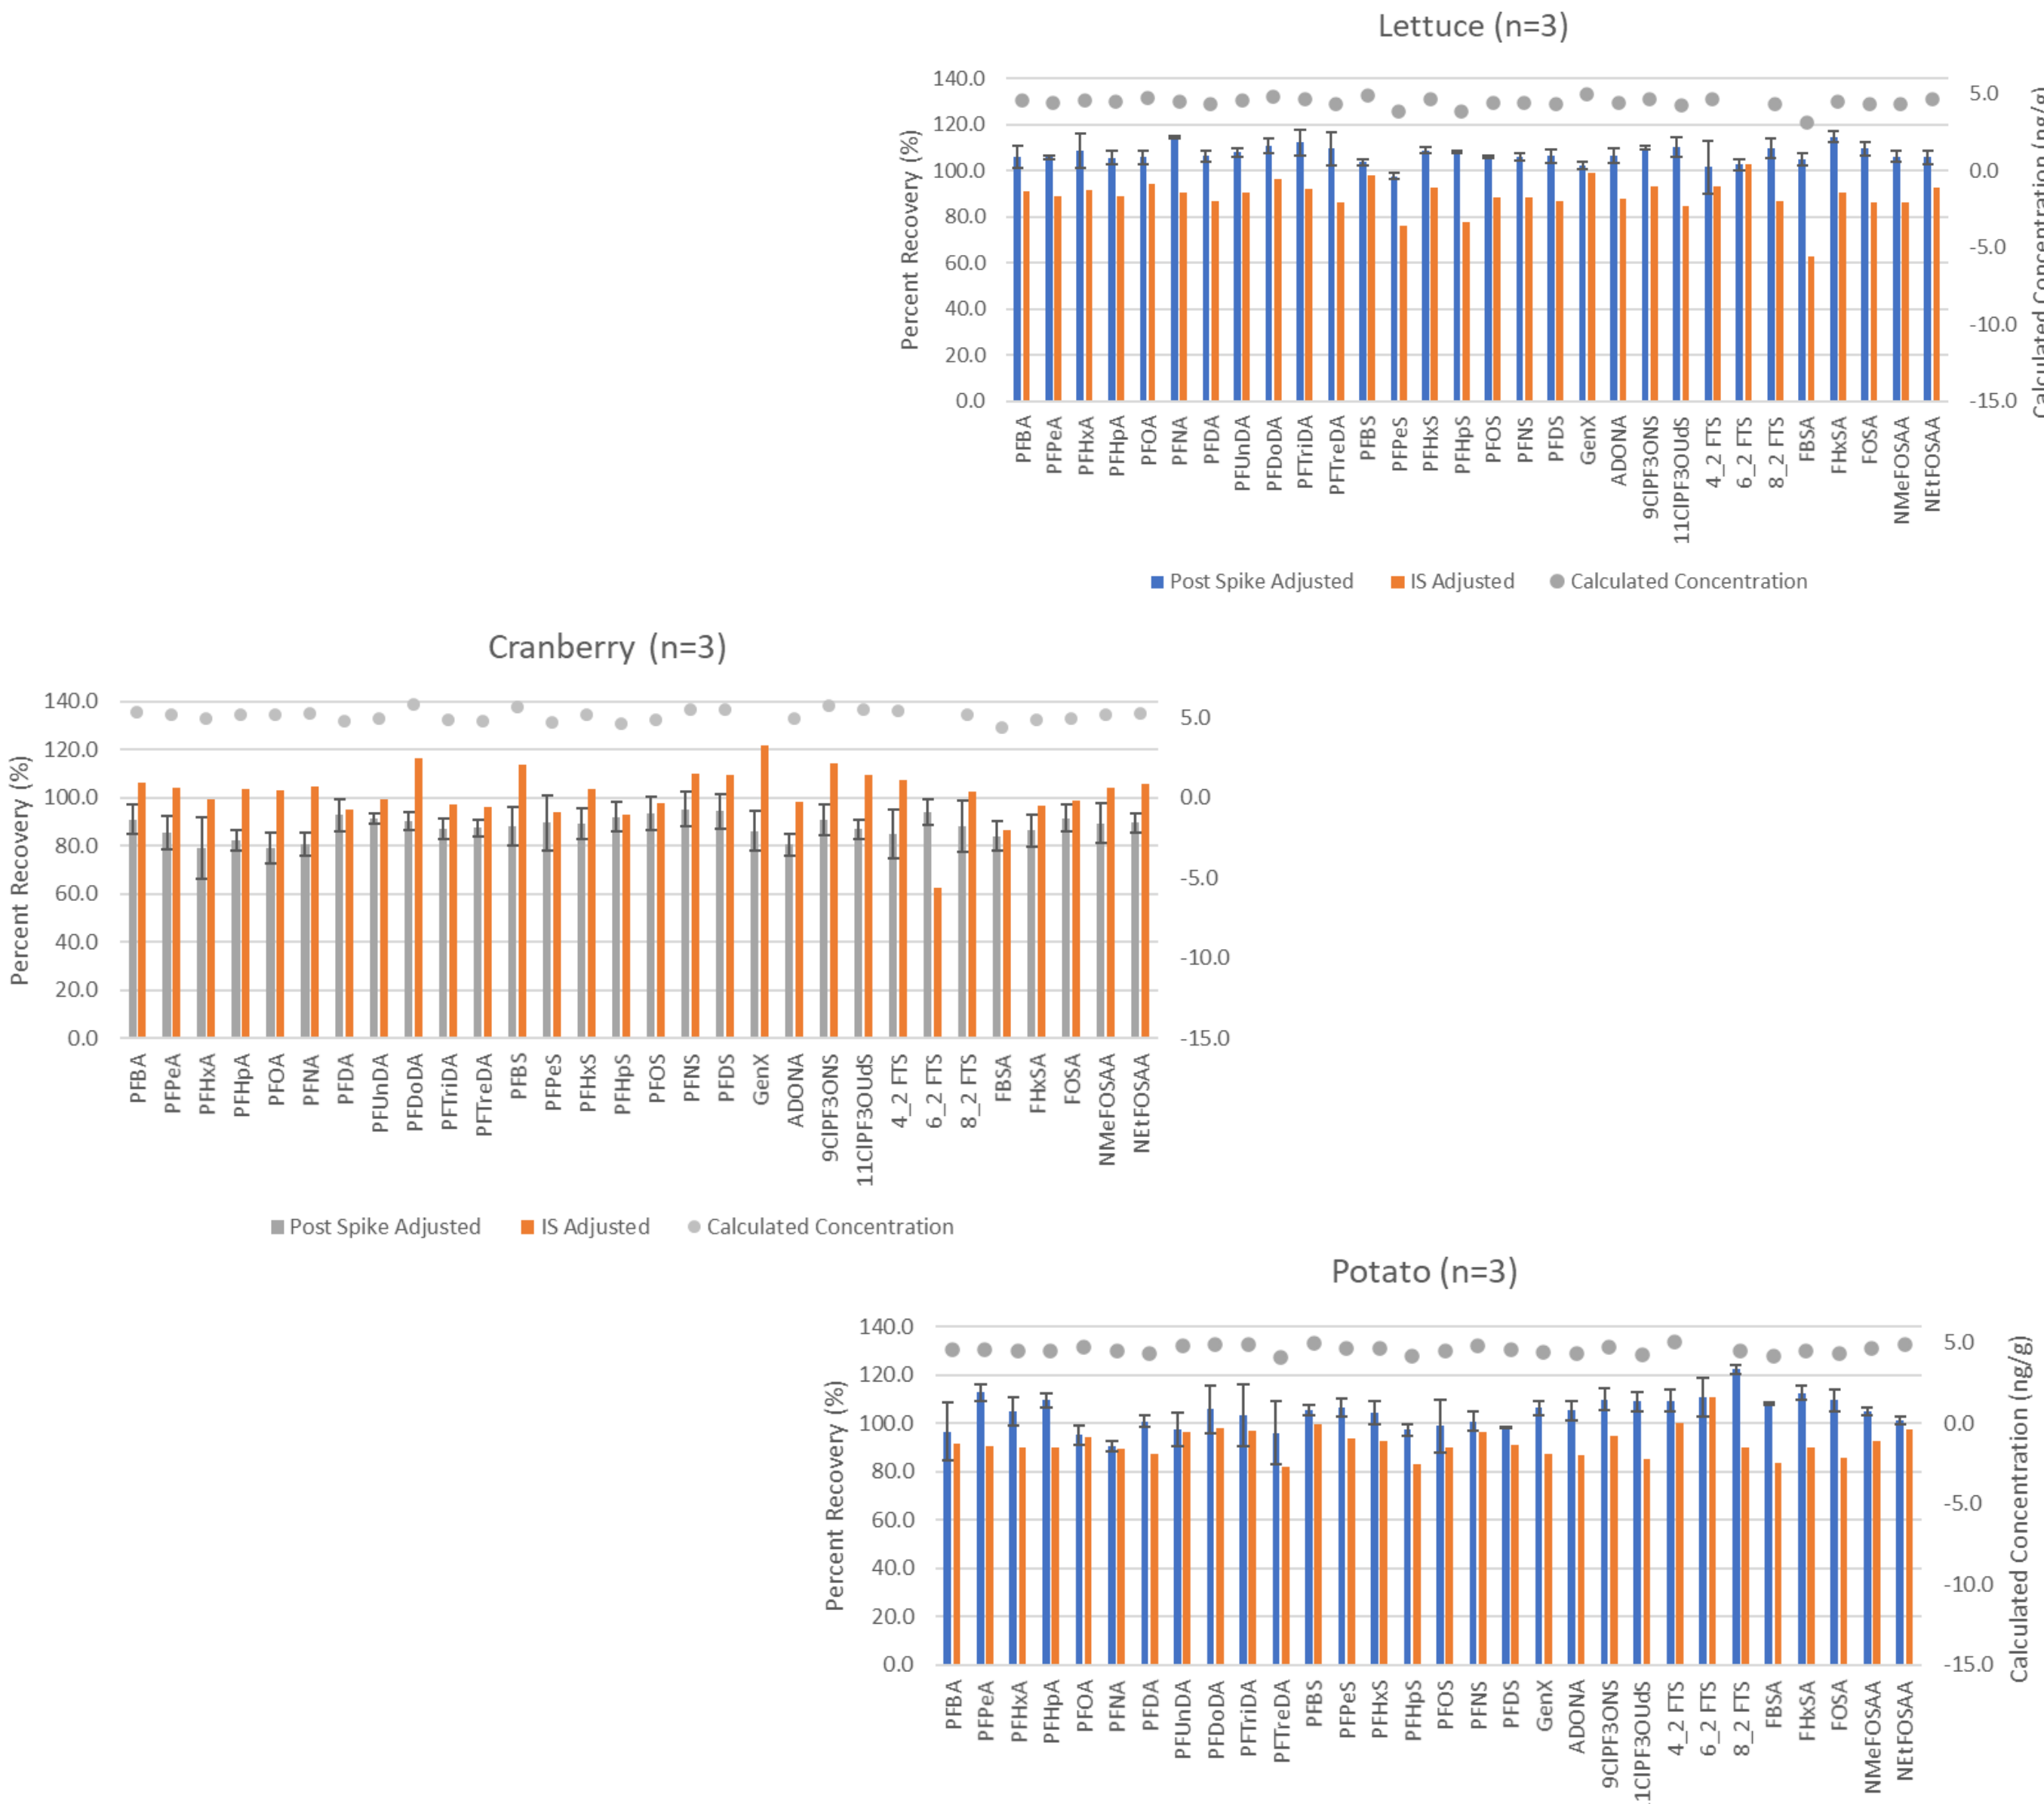 Lettuce (n=3)
Percent Recovery (%)
140.0
120.0
100.0
80.0
60.0
40.0
20.0
0.0
5.0
0.0
-5.0
-10.0
-15.0
Calculated Concentration (ng/g)
PFBA
PFPeA
PFHxA
PFHpA
PFOA
PFNA
PFDA
PFUnDA
PFDoDA
PFTriDA
PFTreDA
PFBS
PFPeS
PFHxS
PFHpS
PFOS
PFNS
PFDS
GenX
ADONA
9ClPF3ONS
11ClPF3OUdS
4_2 FTS
6_2 FTS
8_2 FTS
FBSA
FHxSA
FOSA
NMeFOSAA
NEtFOSAA
Post Spike Adjusted IS Adjusted Calculated Concentration
Cranberry (n=3)
Percent Recovery (%)
140.0
120.0
100.0
80.0
60.0
40.0
20.0
0.0
5.0
0.0
-5.0
-10.0
-15.0
PFBA
PFPeA
PFHxA
PFHpA
PFOA
PFNA
PFDA
PFUnDA
PFDoDA
PFTriDA
PFTreDA
PFBS
PFPeS
PFHxS
PFHpS
PFOS
PFNS
PFDS
GenX
ADONA
9ClPF3ONS
11ClPF3OUdS
4_2 FTS
6_2 FTS
8_2 FTS
FBSA
FHxSA
FOSA
NMeFOSAA
NEtFOSAA
Post Spike Adjusted IS Adjusted Calculated Concentration
Potato (n=3)
Percent Recovery (%)
140.0
120.0
100.0
80.0
60.0
40.0
20.0
0.0
5.0
0.0
-5.0
-10.0
-15.0
Calculated Concentration (ng/g)
PFBA
PFPeA
PFHxA
PFHpA
PFOA
PFNA
PFDA
PFUnDA
PFDoDA
PFTriDA
PFTreDA
PFBS
PFPeS
PFHxS
PFHpS
PFOS
PFNS
PFDS
GenX
ADONA
9ClPF3ONS
1ClPF3OUdS
4_2 FTS
6_2 FTS
8_2 FTS
FBSA
FHxSA
FOSA
NMeFOSAA
NEtFOSAA